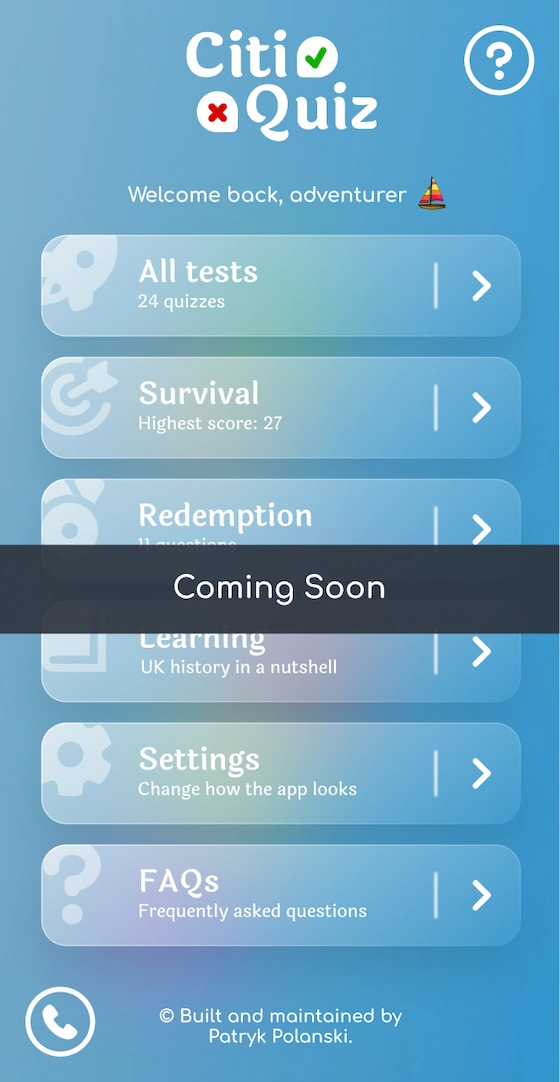 Citi
Quiz
Welcome back, adventurer
All tests
24 quizzes
Survival
Highest score: 27
Redemption
11 questions
Coming Soon
Learning
UK history in a nutshell
Settings
Change how the app looks
FAQs
Frequently asked questions
© Built and maintained by
Patryk Polanski.